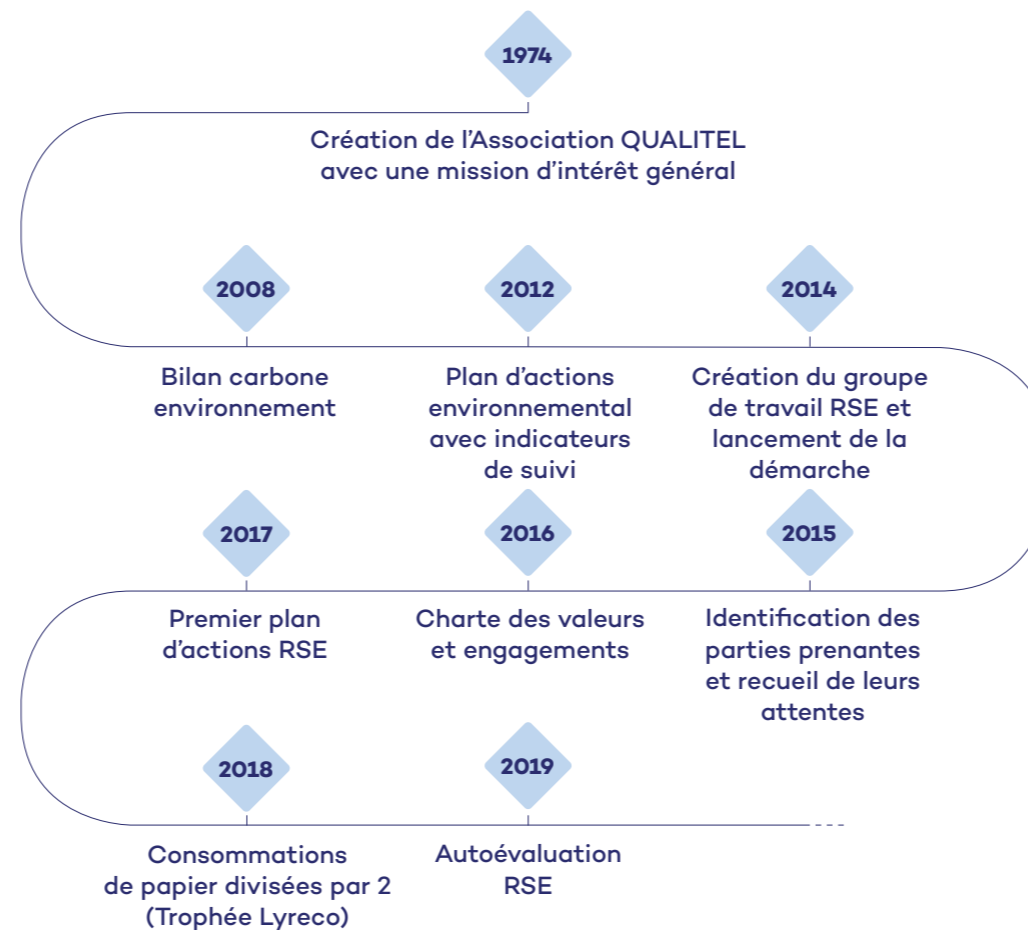 1974
Création de l'Association QUALITEL
avec une mission d'intérêt général
2008
Bilan carbone
environnement
2012
Plan d'actions
environnemental
avec indicateurs
de suivi
2014
Création du groupe
de travail RSE et
lancement de la
démarche
2015
Identification des
parties prenantes
et recueil de leurs
attentes
2016
Charte des valeurs
et engagements
2017
Premier plan
d'actions RSE
2018
Consommations
de papier divisées par 2
(Trophée Lyreco)
2019
Autoévaluation
RSE